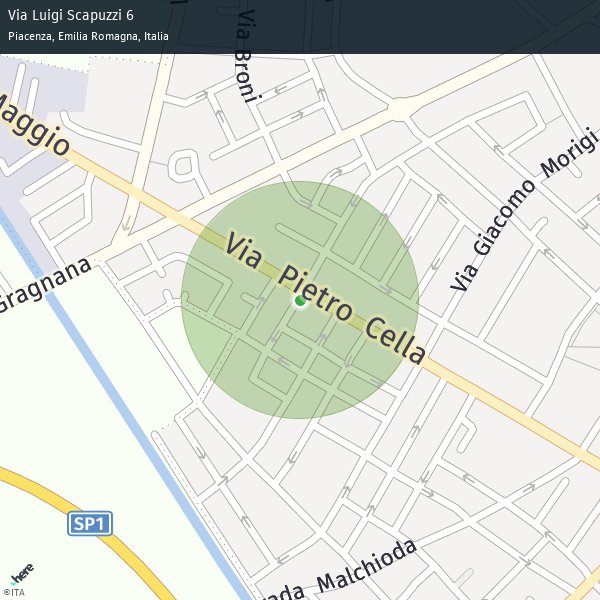 Via Luigi Scapuzzi 6
Piacenza, Emilia Romagna, Italia
Via Broni
Maggio
Via Giacomo Morigi
Via Pietro Cella
Gragnana
SP1
rada Malchioda
here
©ITA